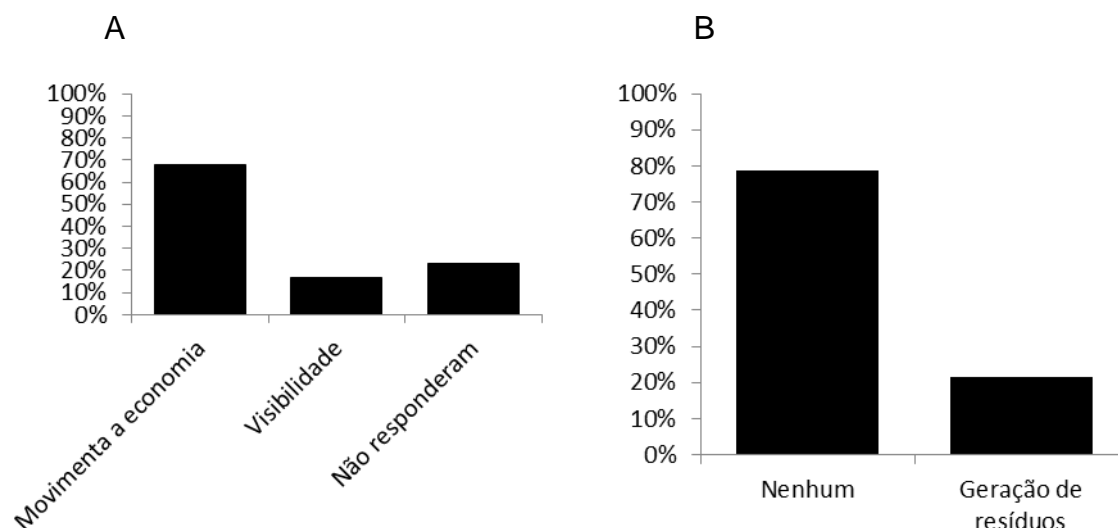 A
100%
90%
80%
70%
60%
50%
40%
30%
20%
10%
0%
Movimenta a economia
Visibilidade
Não responderam
B
100%
90%
80%
70%
60%
50%
40%
30%
20%
10%
0%
Nenhum
Geração de
resíduos